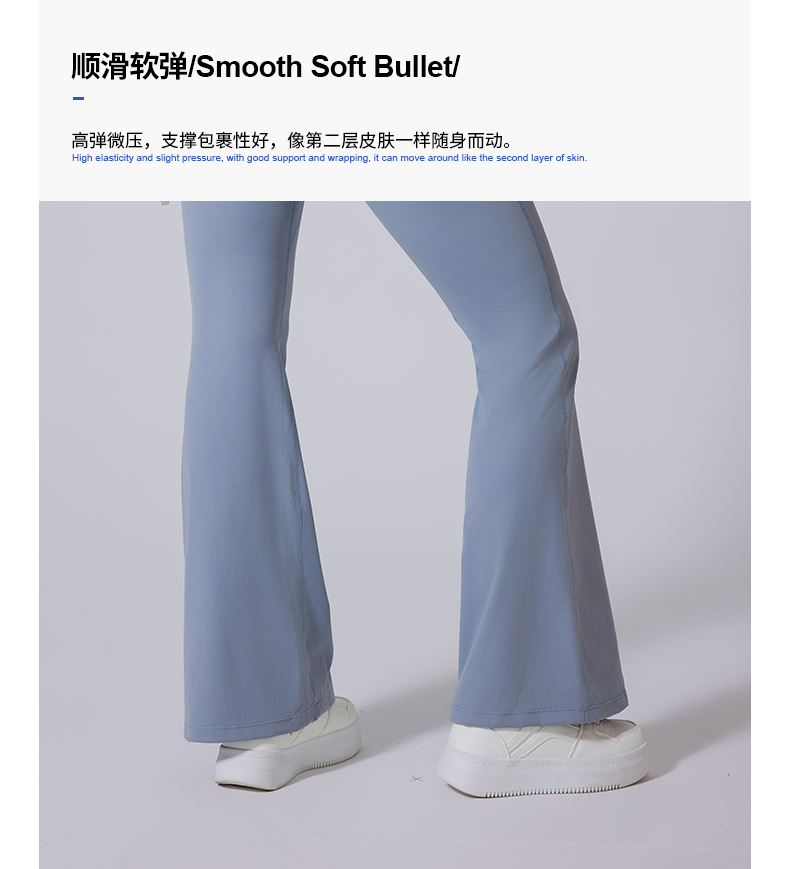 顺滑软弹/Smooth Soft Bullet/
高弹微压，支撑包裹性好，像第二层皮肤一样随身而动。
High elasticity and slight pressure, with good support and wrapping, it can move around like the second layer of skin.